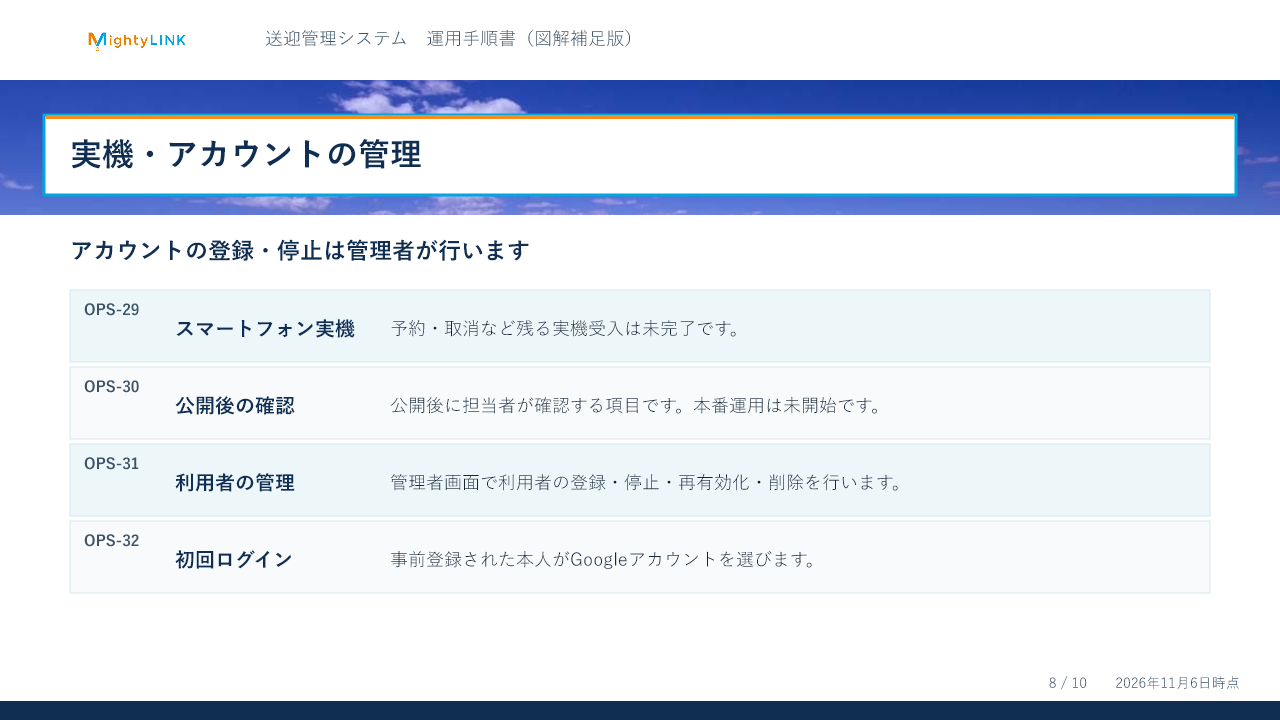 MightyLINK
送迎管理システム　運用手順書（図解補足版）
実機・アカウントの管理
アカウントの登録・停止は管理者が行います
OPS-29
スマートフォン実機
予約・取消など残る実機受入は未完了です。
OPS-30
公開後の確認
公開後に担当者が確認する項目です。本番運用は未開始です。
OPS-31
利用者の管理
管理者画面で利用者の登録・停止・再有効化・削除を行います。
OPS-32
初回ログイン
事前登録された本人がGoogleアカウントを選びます。
8 / 10　2026年11月6日時点